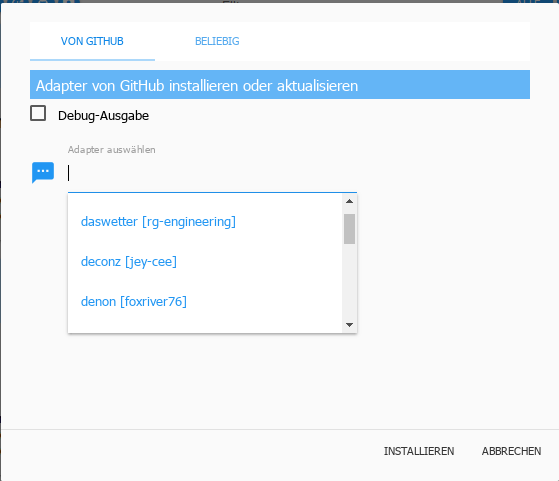 VON GITHUB
BELIEBIG
Adapter von GitHub installieren oder aktualisieren
Debug-Ausgabe
Adapter auswählen
daswetter [rg-engineering]
deconz [jey-cee]
denon [foxriver76]
INSTALLIEREN
ABBRECHEN